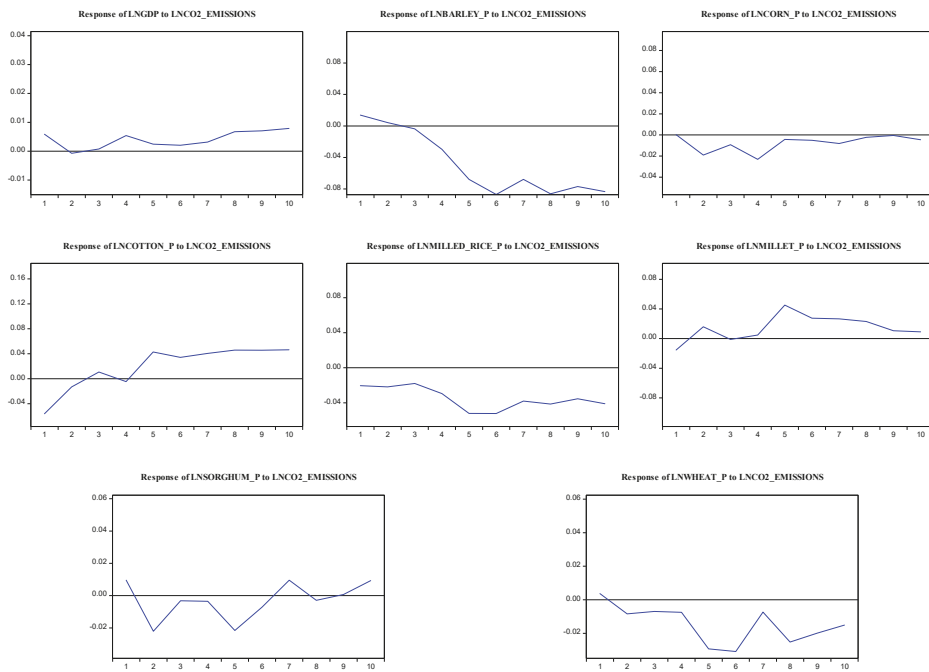 Response of LNGDP to LNCO2_EMISSIONS
0.04
0.03
0.02
0.01
0.00
-0.01
1 2 3 4 5 6 7 8 9 10
Response of LNBARLEY_P to LNCO2_EMISSIONS
0.08
0.04
0.00
-0.04
-0.08
1 2 3 4 5 6 7 8 9 10
Response of LNCORN_P to LNCO2_EMISSIONS
0.08
0.06
0.04
0.02
0.00
-0.02
-0.04
1 2 3 4 5 6 7 8 9 10
Response of LNCOTTON_P to LNCO2_EMISSIONS
0.16
0.12
0.08
0.04
0.00
-0.04
1 2 3 4 5 6 7 8 9 10
Response of LNMILLED_RICE_P to LNCO2_EMISSIONS
0.08
0.04
0.00
-0.04
1 2 3 4 5 6 7 8 9 10
Response of LNMILLET_P to LNCO2_EMISSIONS
0.08
0.04
0.00
-0.04
-0.08
1 2 3 4 5 6 7 8 9 10
Response of LNSORGHUM_P to LNCO2_EMISSIONS
0.06
0.04
0.02
0.00
-0.02
1 2 3 4 5 6 7 8 9 10
Response of LNWHEAT_P to LNCO2_EMISSIONS
0.06
0.04
0.02
0.00
-0.02
1 2 3 4 5 6 7 8 9 10